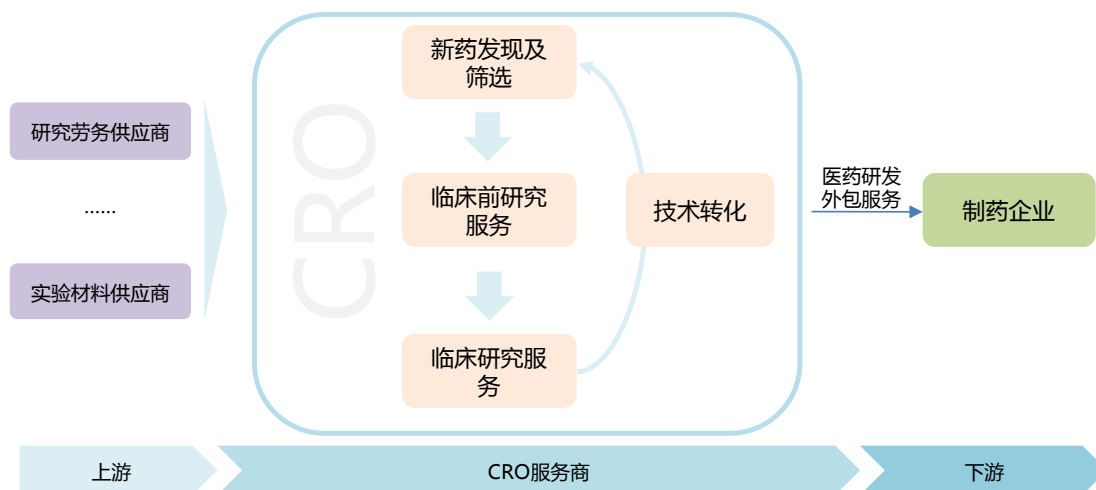 研究劳务供应商
......
实验材料供应商
CRO
新药发现及
筛选
临床前研究
服务
临床研究服
务
技术转化
医药研发
外包服务
制药企业
上游
CRO服务商
下游